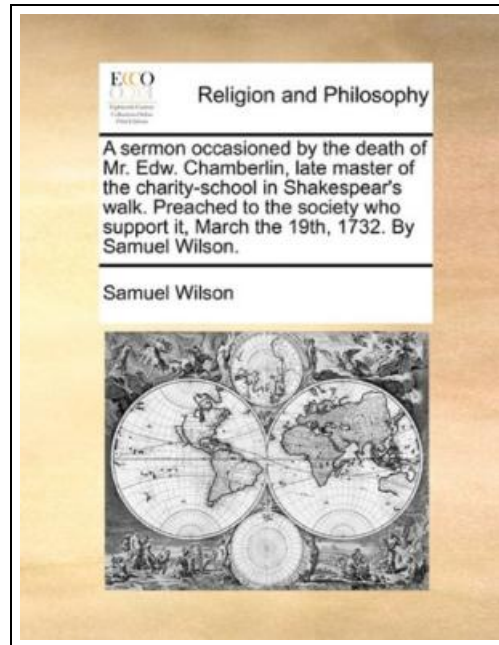 ECCO
Religion and Philosophy
A sermon occasioned by the death of
Mr. Edw. Chamberlin, late master of
the charity-school in Shakespear's
walk. Preached to the society who
support it, March the 19th, 1732. By
Samuel Wilson.
Samuel Wilson